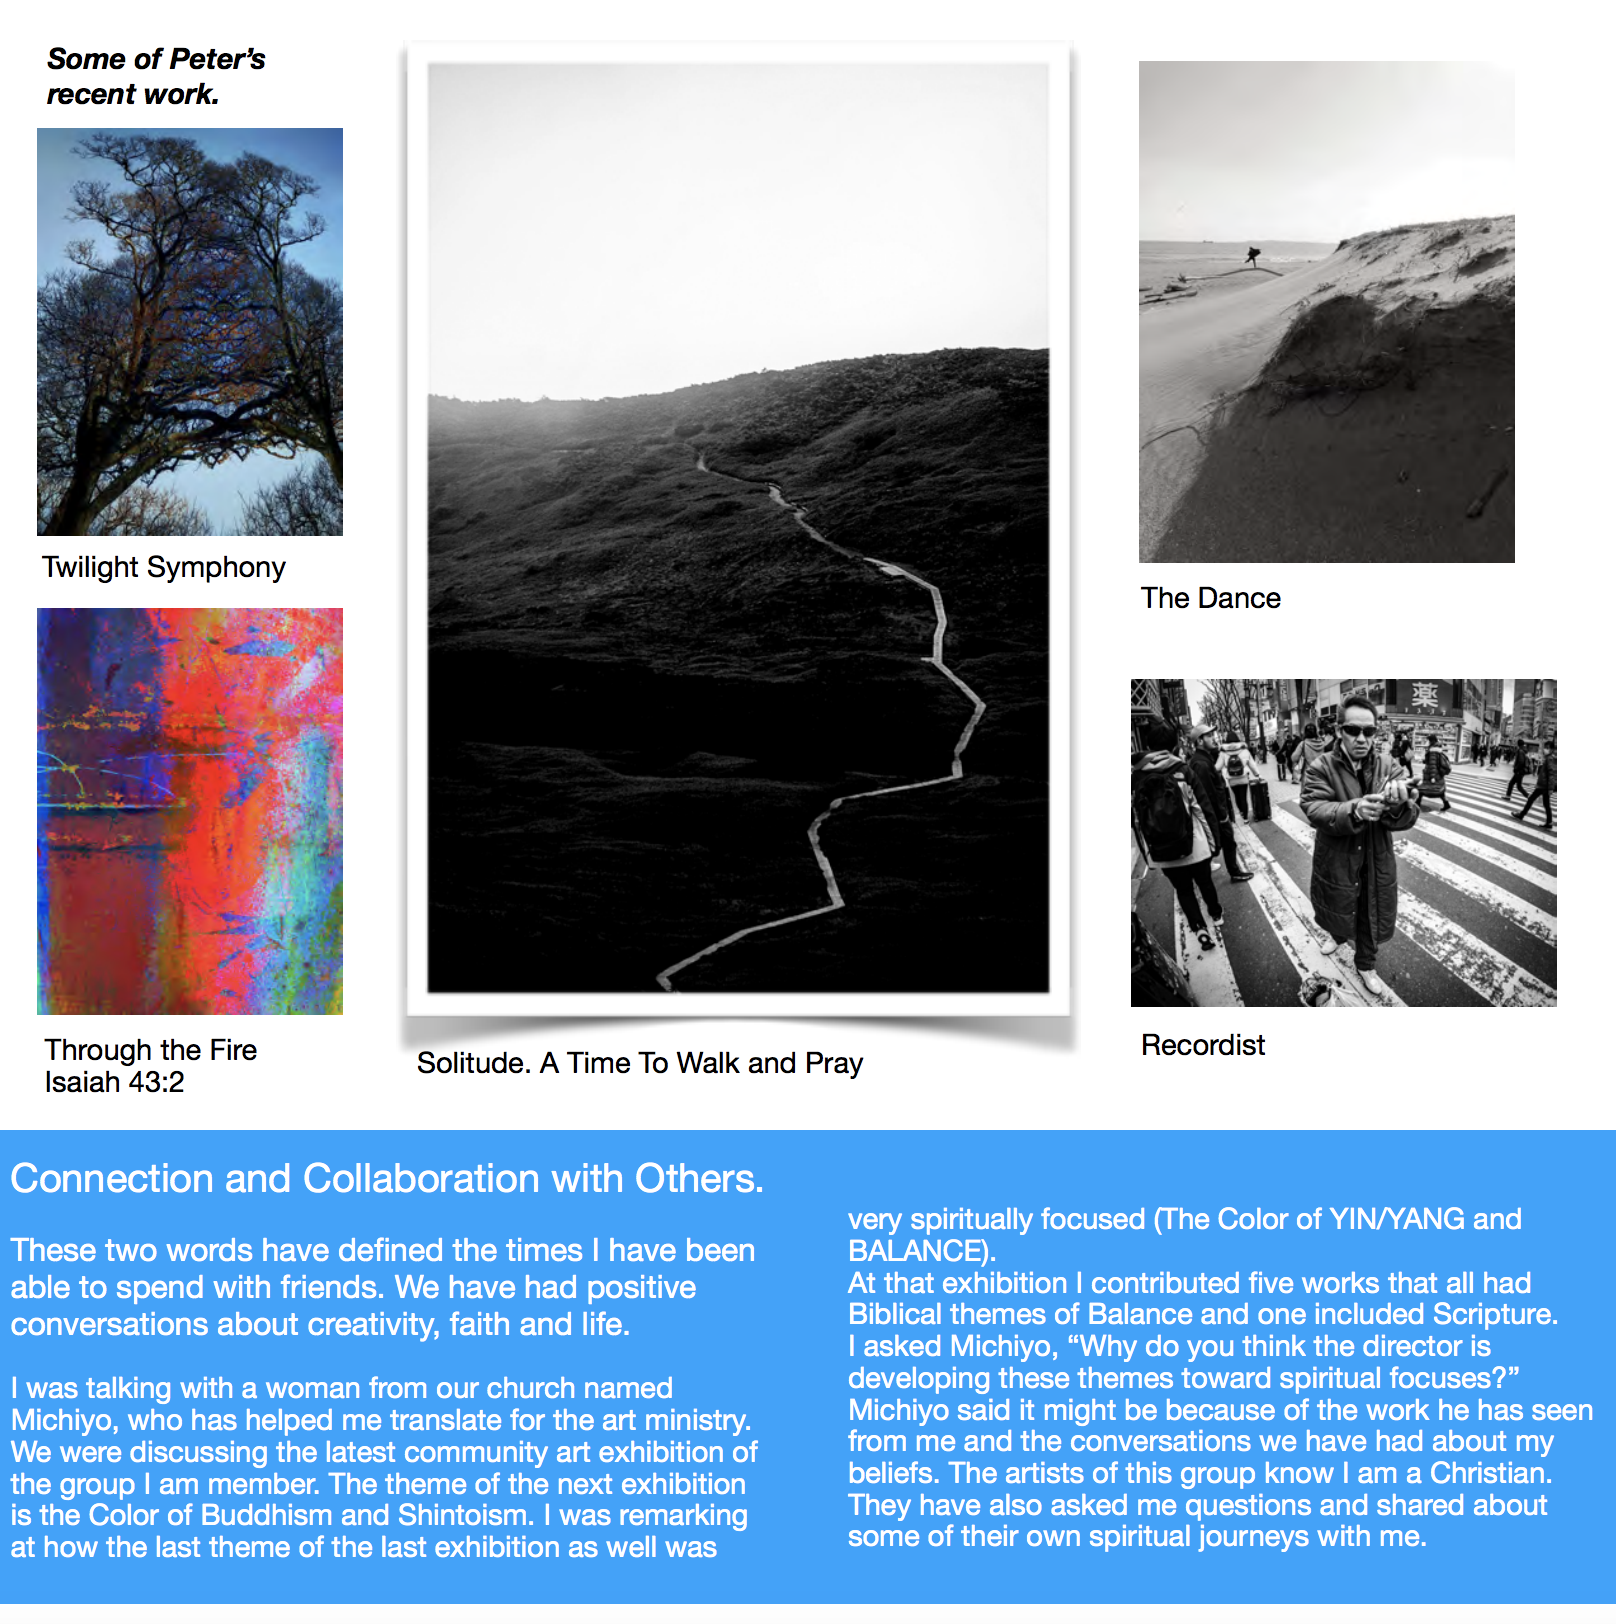 Some of Peter’s
recent work.
Twilight Symphony
Through the Fire
Isaiah 43:2
Solitude. A Time To Walk and Pray
The Dance
薬
Recordist
Connection and Collaboration with Others.
These two words have defined the times I have been
able to spend with friends. We have had positive
conversations about creativity, faith and life.
I was talking with a woman from our church named
Michiyo, who has helped me translate for the art ministry.
We were discussing the latest community art exhibition of
the group I am member. The theme of the next exhibition
is the Color of Buddhism and Shintoism. I was remarking
at how the last theme of the last exhibition as well was
very spiritually focused (The Color of YIN/YANG and
BALANCE).
At that exhibition I contributed five works that all had
Biblical themes of Balance and one included Scripture.
I asked Michiyo, “Why do you think the director is
developing these themes toward spiritual focuses?”
Michiyo said it might be because of the work he has seen
from me and the conversations we have had about my
beliefs. The artists of this group know I am a Christian.
They have also asked me questions and shared about
some of their own spiritual journeys with me.